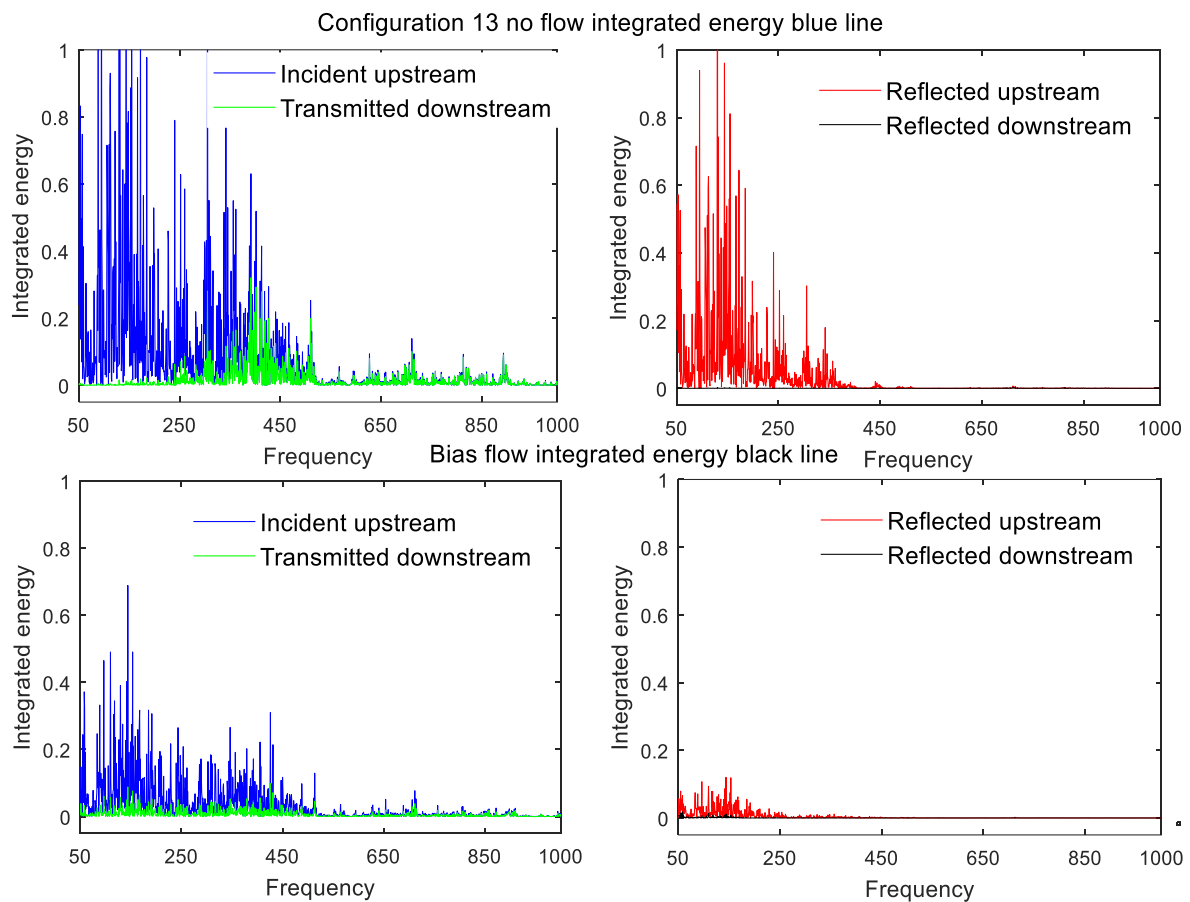 Configuration 13 no flow integrated energy blue line
1
0.8
0.6
0.4
0.2
0
Integrated energy
Incident upstream
Transmitted downstream
50 250 450 650 850 1000
Frequency
1
0.8
0.6
0.4
0.2
0
Integrated energy
Reflected upstream
Reflected downstream
50 250 450 650 850 1000
Frequency
Bias flow integrated energy black line
1
0.8
0.6
0.4
0.2
0
Integrated energy
Incident upstream
Transmitted downstream
50 250 450 650 850 1000
Frequency
1
0.8
0.6
0.4
0.2
0
Integrated energy
Reflected upstream
Reflected downstream
50 250 450 650 850 1000
Frequency